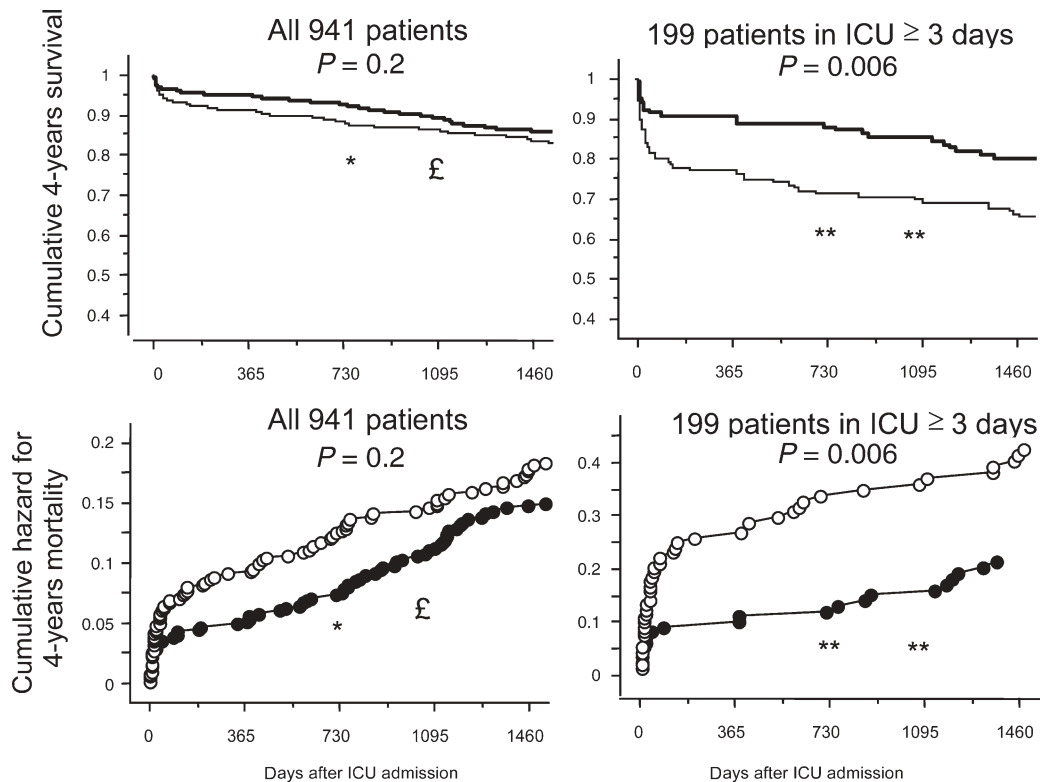 All 941 patients
P = 0.2
Cumulative 4-years survival
1
0.9
0.8
0.7
0.6
0.5
0.4
*
£
0 365 730 1095 1460
199 patients in ICU ≥ 3 days
P = 0.006
1
0.9
0.8
0.7
0.6
0.5
0.4
** **
0 365 730 1095 1460
All 941 patients
P = 0.2
Cumulative hazard for
4-years mortality
0.2
0.15
0.1
0.05
0
*
£
0 365 730 1095 1460
Days after ICU admission
199 patients in ICU ≥ 3 days
P = 0.006
0.4
0.3
0.2
0.1
0
** **
0 365 730 1095 1460
Days after ICU admission